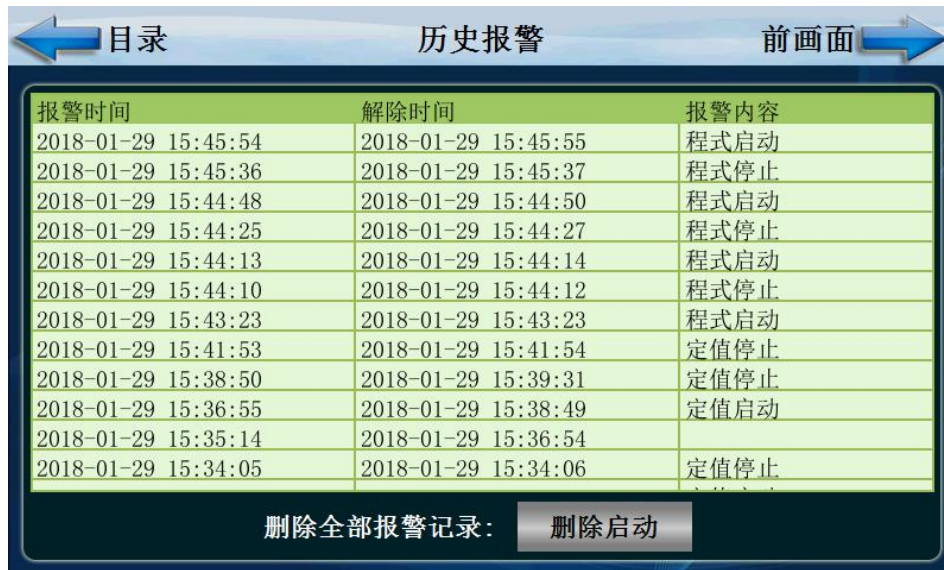 目录 历史报警 前画面
报警时间 解除时间 报警内容
2018-01-29 15:45:54 2018-01-29 15:45:55 程式启动
2018-01-29 15:45:36 2018-01-29 15:45:37 程式停止
2018-01-29 15:44:48 2018-01-29 15:44:50 程式启动
2018-01-29 15:44:25 2018-01-29 15:44:27 程式停止
2018-01-29 15:44:13 2018-01-29 15:44:14 程式启动
2018-01-29 15:44:10 2018-01-29 15:44:12 程式停止
2018-01-29 15:43:23 2018-01-29 15:43:23 程式启动
2018-01-29 15:41:53 2018-01-29 15:41:54 定值停止
2018-01-29 15:38:50 2018-01-29 15:39:31 定值停止
2018-01-29 15:36:55 2018-01-29 15:38:49 定值启动
2018-01-29 15:35:14 2018-01-29 15:36:54
2018-01-29 15:34:05 2018-01-29 15:34:06 定值停止
删除全部报警记录: 删除启动